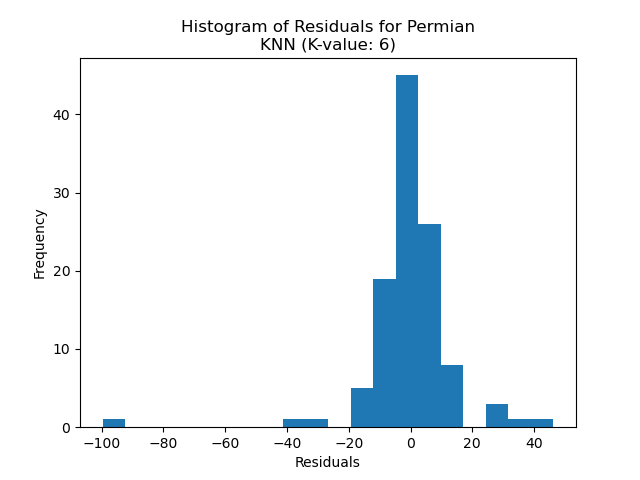 Histogram of Residuals for Permian
KNN (K-value: 6)
40
30
20
10
0
Frequency
−100 −80 −60 −40 −20 0 20 40
Residuals